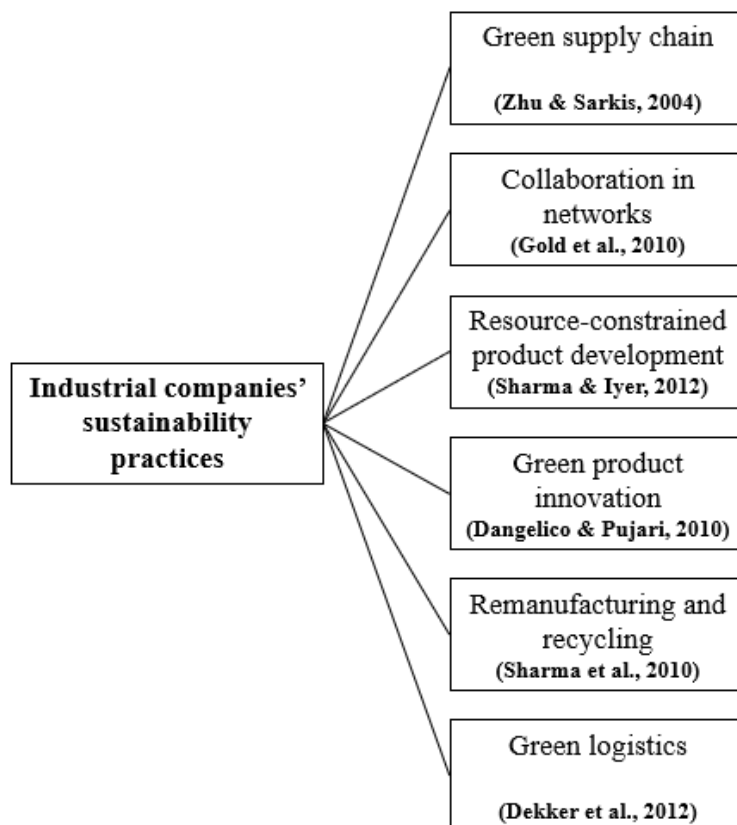 Green supply chain
(Zhu & Sarkis, 2004)
Collaboration in
networks
(Gold et al., 2010)
Resource-constrained
product development
(Sharma & Iyer, 2012)
Industrial companies’
sustainability
practices
Green product
innovation
(Dangelico & Pujari, 2010)
Remanufacturing and
recycling
(Sharma et al., 2010)
Green logistics
(Dekker et al., 2012)